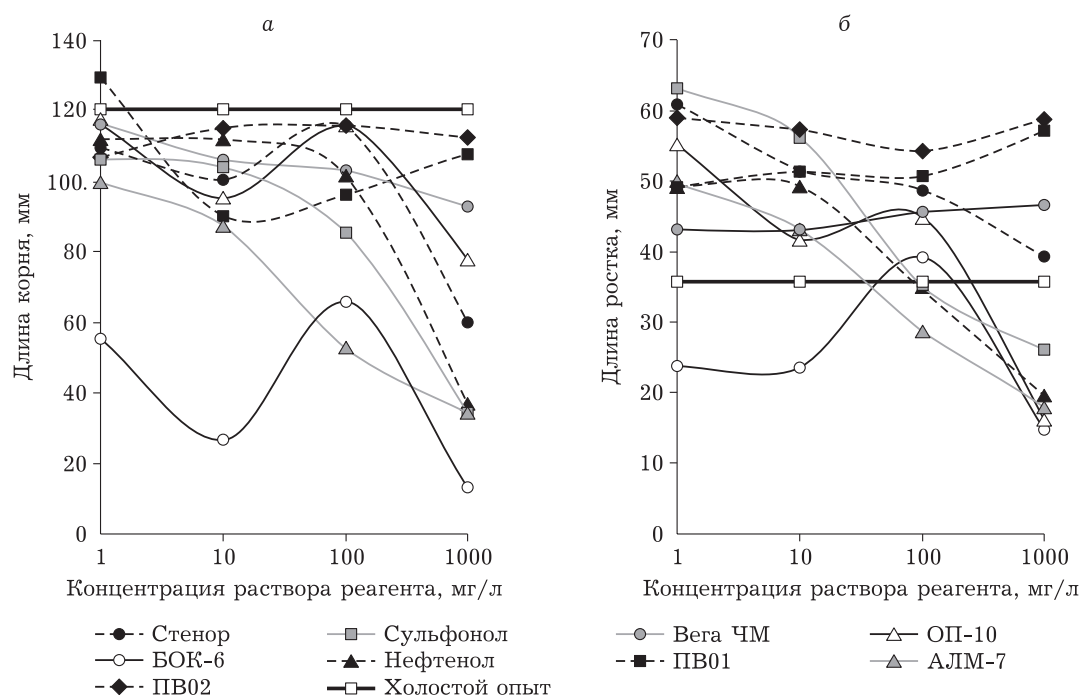 а
140
120
100.
80
60
40
20
0
Длина корня, мм
1 10 100 1000
Концентрация раствора реагента, мг/л
б
70
60
50
40
30
20
10
0
Длина ростка, мм
1 10 100 1000
Концентрация раствора реагента, мг/л
Стенор Сульфонол Вега ЧМ ОП-10
БОК-6 Нефтенол ПВ01 АЛМ-7
ПВ02 Холостой опыт